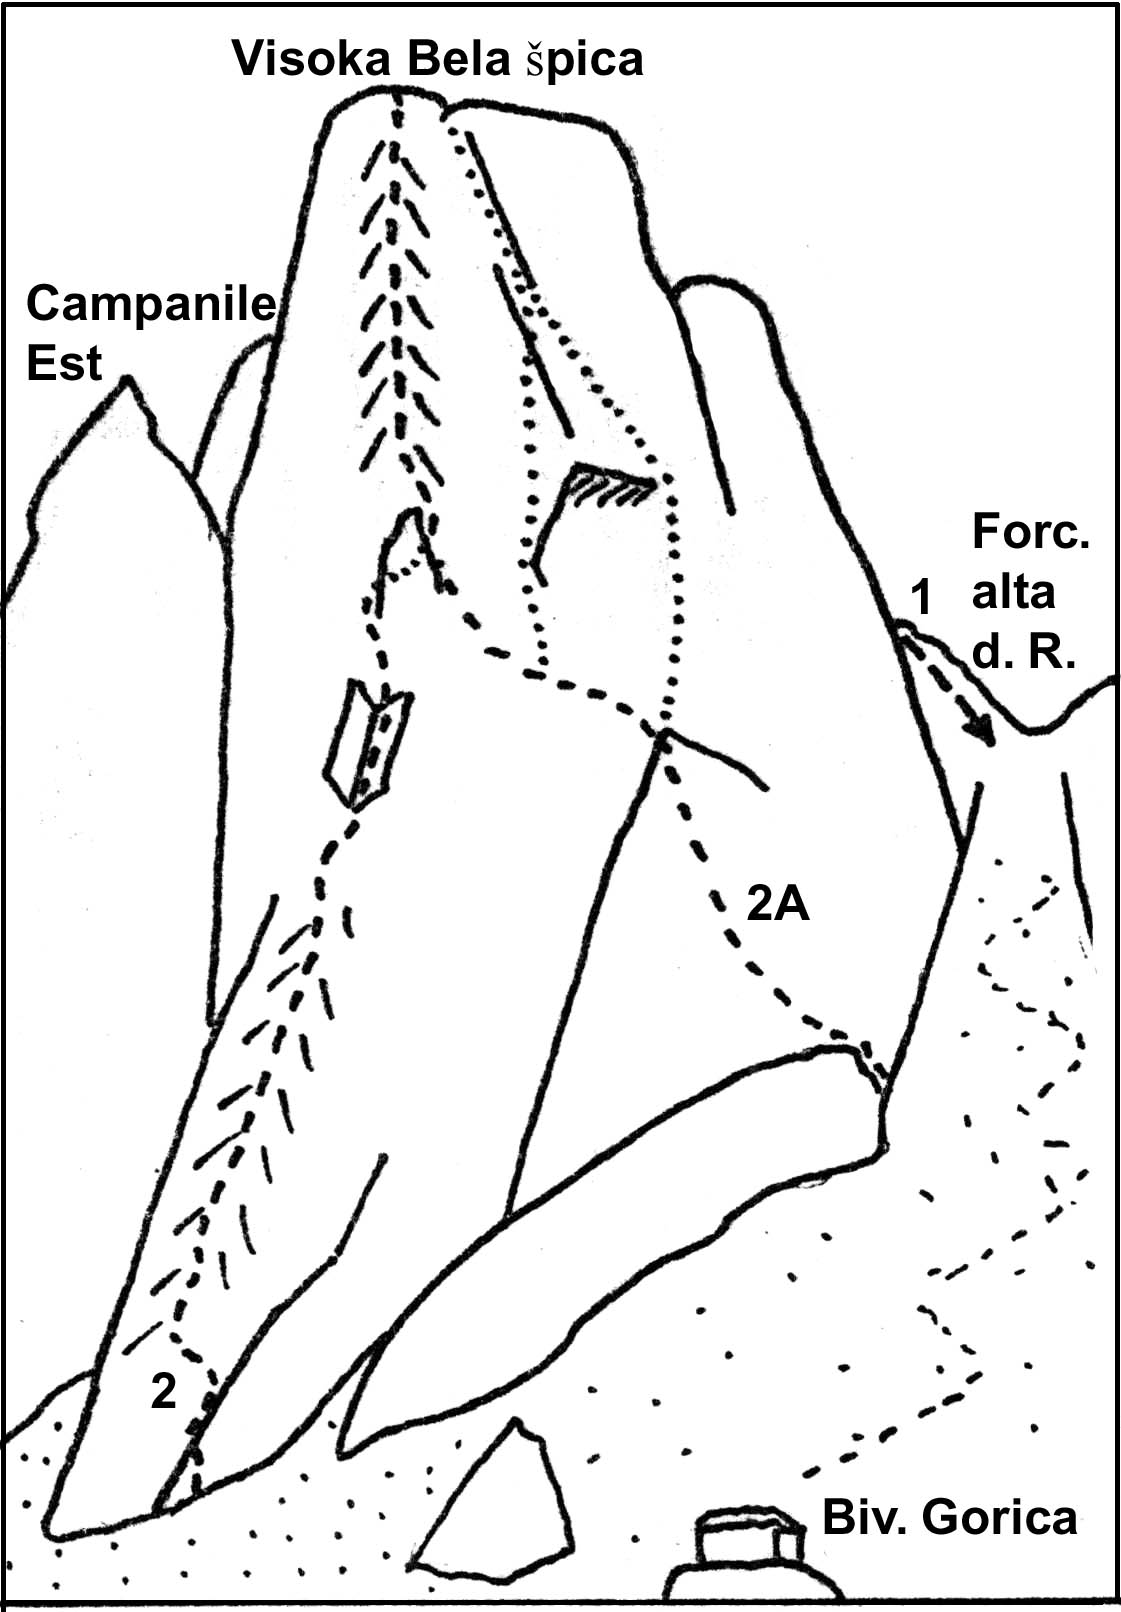 Visoka Bela špica
Campanile
Est
Forc.
1 alta
d. R.
2A
2
Biv. Gorica